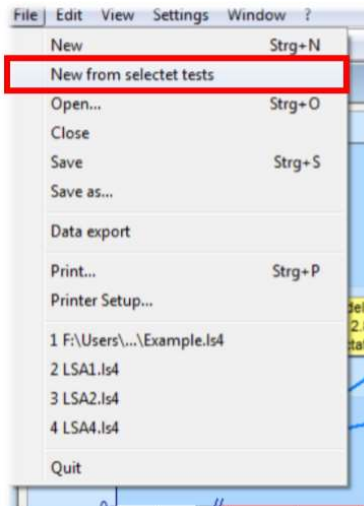 File Edit View Settings Window ?
New Strg+N
New from selectet tests
Open... Strg+O
Close
Save Strg+S
Save as...
Data export
Print... Strg+P
Printer Setup...
1 F:\Users\...\Example.ls4
2 LSA1.ls4
3 LSA2.ls4
4 LSA4.ls4
Quit